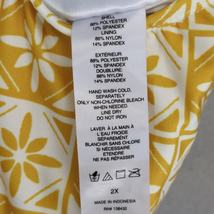 SHELL
88% POLYESTER
12% SPANDEX
LINING
86% NYLON
14% SPANDEX
EXTÉRIEUR:
88% POLYESTER
12% SPANDEX
DOUBLURE:
86% NYLON
14% SPANDEX
HAND WASH COLD,
SEPARATELY
ONLY NON-CHLORINE BLEACH
WHEN NEEDED
LINE DRY
DO NOT IRON
LAVER À LA MAIN
À L'EAU FROIDE
SÉPARÉMENT
BLANCHIR SANS CHLORE
SI NÉCESSAIRE
ÉTENDRE
NE PAS REPASSER
2X
MADE IN INDONESIA
RN# 138432